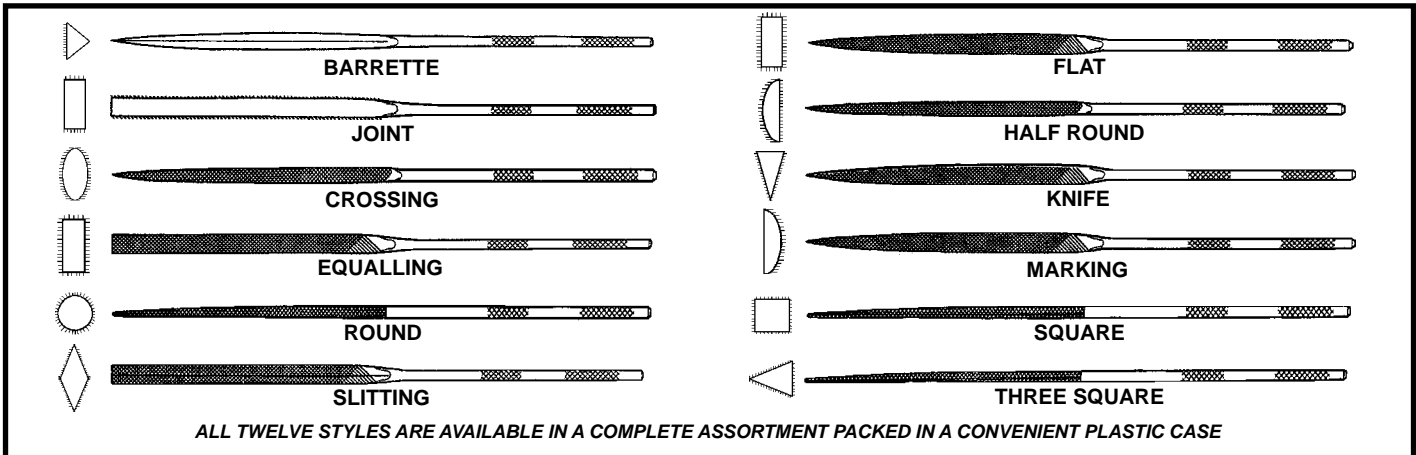 BARRETTE
JOINT
CROSSING
EQUALLING
ROUND
SLITTING
FLAT
HALF ROUND
KNIFE
MARKING
SQUARE
THREE SQUARE
ALL TWELVE STYLES ARE AVAILABLE IN A COMPLETE ASSORTMENT PACKED IN A CONVENIENT PLASTIC CASE